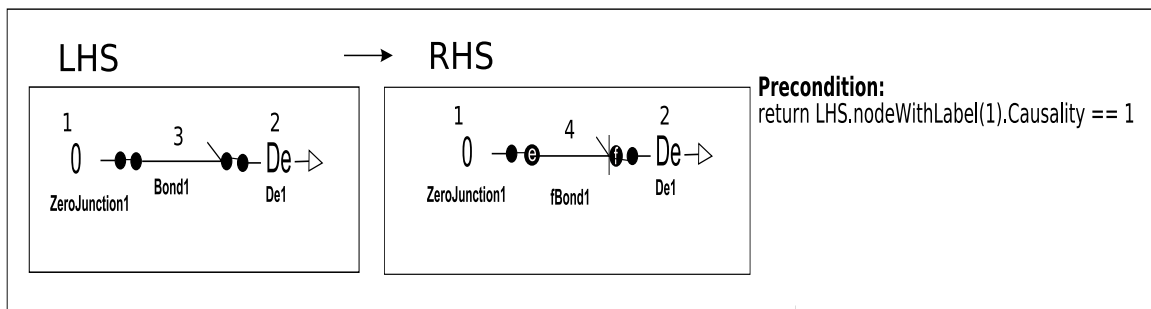 LHS
RHS
1
3
2
0
De
Bond1
ZeroJunction1
De1
1
4
2
0
e
f
De
fBond1
ZeroJunction1
De1
Precondition:
return LHS.nodeWithLabel(1).Causality == 1